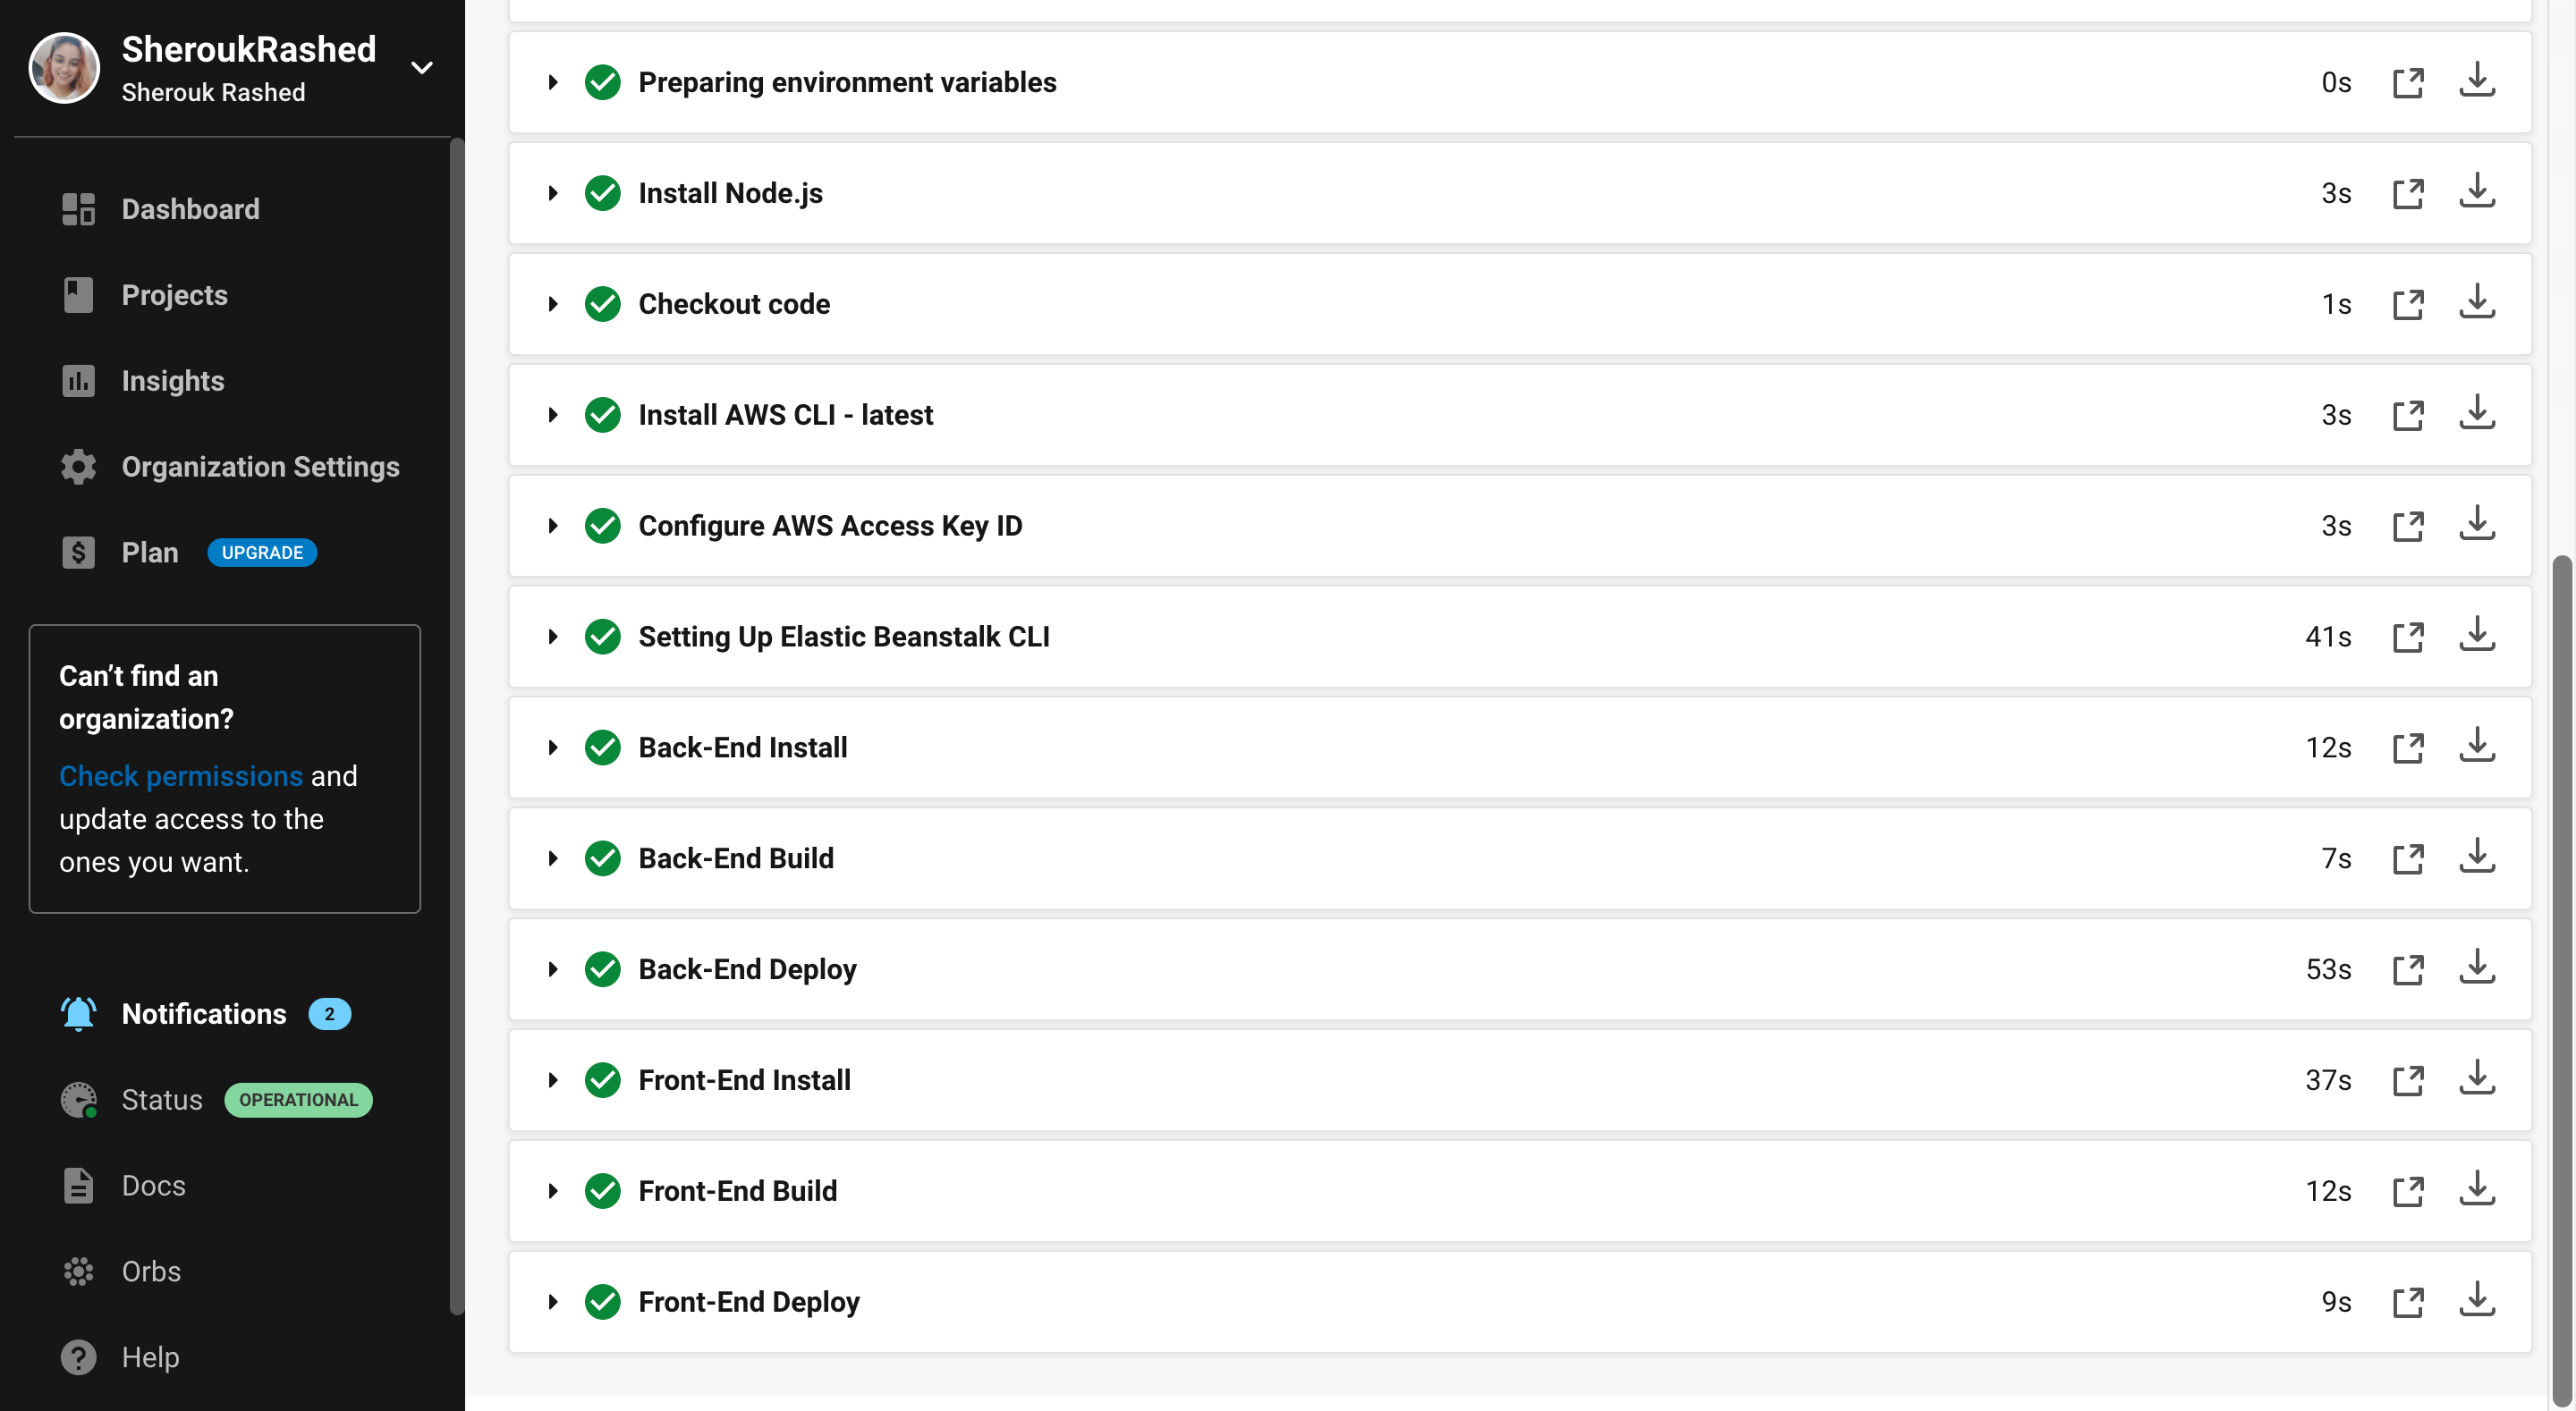 SheroukRashed
Sherouk Rashed
Dashboard
Projects
Insights
Organization Settings
Plan UPGRADE
Can’t find an
organization?
Check permissions and
update access to the
ones you want.
Notifications 2
Status OPERATIONAL
Docs
Orbs
Help
Preparing environment variables 0s
Install Node.js 3s
Checkout code 1s
Install AWS CLI - latest 3s
Configure AWS Access Key ID 3s
Setting Up Elastic Beanstalk CLI 41s
Back-End Install 12s
Back-End Build 7s
Back-End Deploy 53s
Front-End Install 37s
Front-End Build 12s
Front-End Deploy 9s